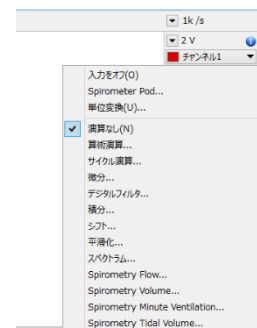 1k /s
2 V
チャンネル1
入力をオフ(O)
Spirometer Pod...
単位変換(U)...
演算なし(N)
算術演算...
サイクル演算...
微分...
デジタルフィルタ...
積分...
シフト...
平滑化...
スペクトラム...
Spirometry Flow...
Spirometry Volume...
Spirometry Minute Ventilation...
Spirometry Tidal Volume...